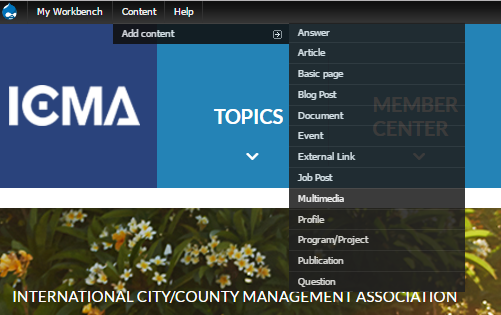 My Workbench Content Help
Add content
Answer
Article
Basic page
Blog Post
Document
Event
External Link
Job Post
Multimedia
Profile
Program/Project
Publication
Question
ICMA
TOPICS
MEMBER
CENTER
INTERNATIONAL CITY/COUNTY MANAGEMENT ASSOCIATION